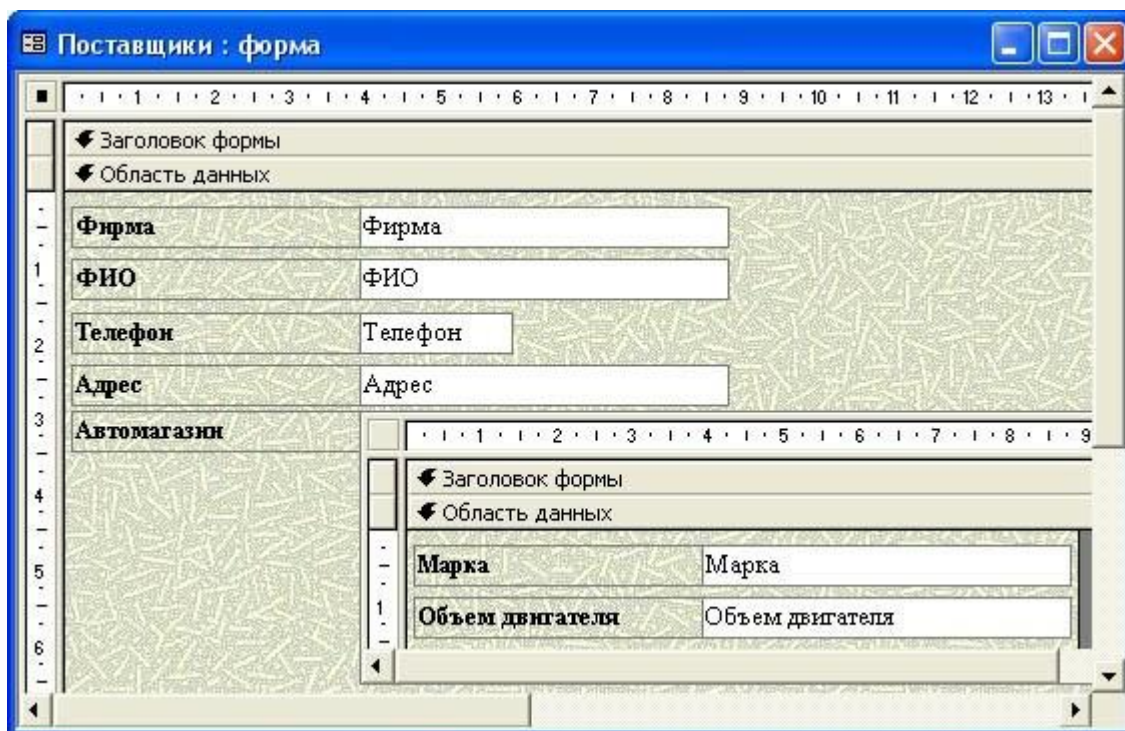 Поставщики : форма
1 2 3 4 5 6 7 8 9 10 11 12 13
Заголовок формы
Область данных
Фирма Фирма
ФИО ФИО
1
Телефон Телефон
2
Адрес Адрес
3
Автомагазин
1 2 3 4 5 6 7 8 9
Заголовок формы
4
Область данных
Марка Марка
5
1
Объем двигателя Объем двигателя
6